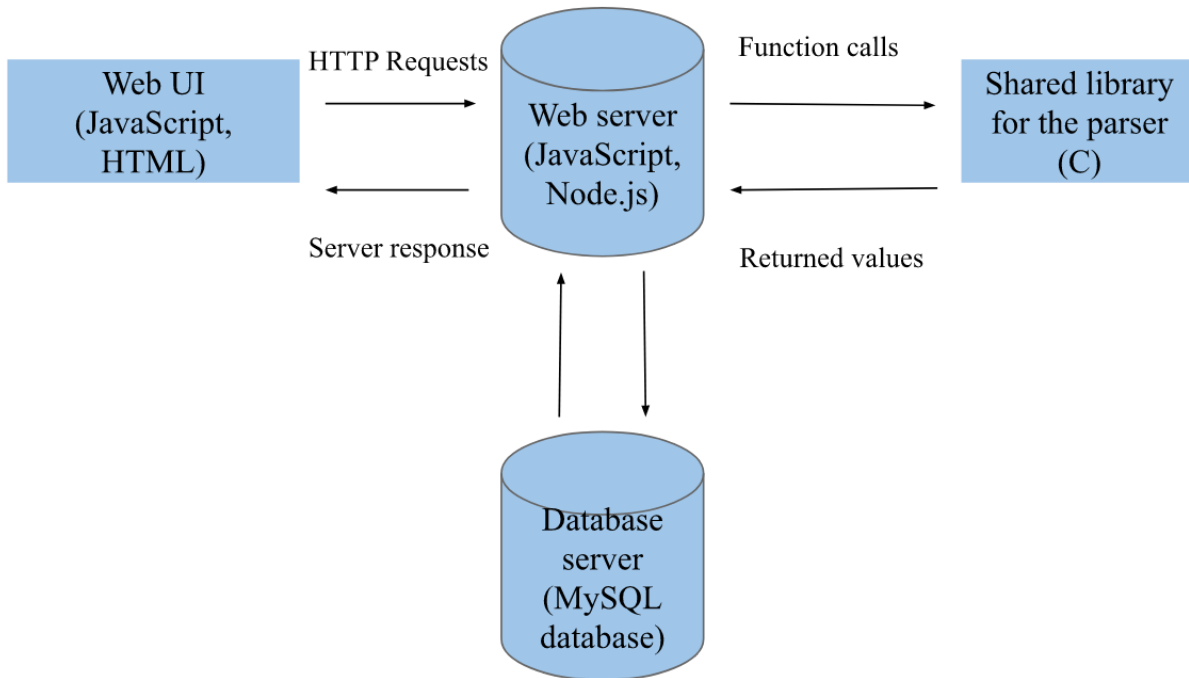 Web UI
(JavaScript,
HTML)
HTTP Requests
Server response
Web server
(JavaScript,
Node.js)
Function calls
Returned values
Shared library
for the parser
(C)
Database
server
(MySQL
database)